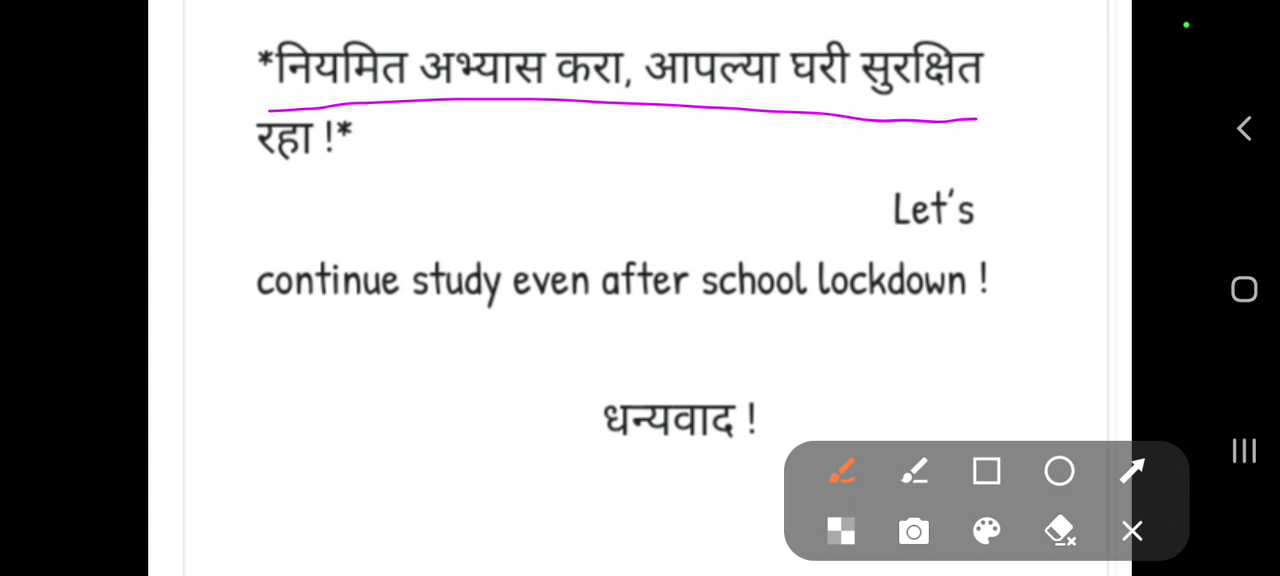 *नियमित अभ्यास करा, आपल्या घरी सुरक्षित
रहा !*
Let's
continue study even after school lockdown !
धन्यवाद !